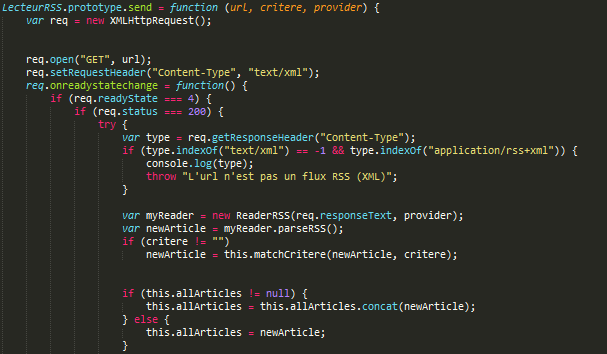 LecteurRSS.prototype.send = function (url, critere, provider) {
var req = new XMLHttpRequest();
req.open("GET", url);
req.setRequestHeader("Content-Type", "text/xml");
req.onreadystatechange = function() {
if (req.readyState === 4) {
if (req.status === 200) {
try {
var type = req.getResponseHeader("Content-Type");
if (type.indexOf("text/xml") == -1 && type.indexOf("application/rss+xml")) {
console.log(type);
throw "L'url n'est pas un flux RSS (XML)";
}
var myReader = new ReaderRSS(req.responseText, provider);
var newArticle = myReader.parseRSS();
if (critere != "")
newArticle = this.matchCritere(newArticle, critere);
if (this.allArticles != null) {
this.allArticles = this.allArticles.concat(newArticle);
} else {
this.allArticles = newArticle;
}